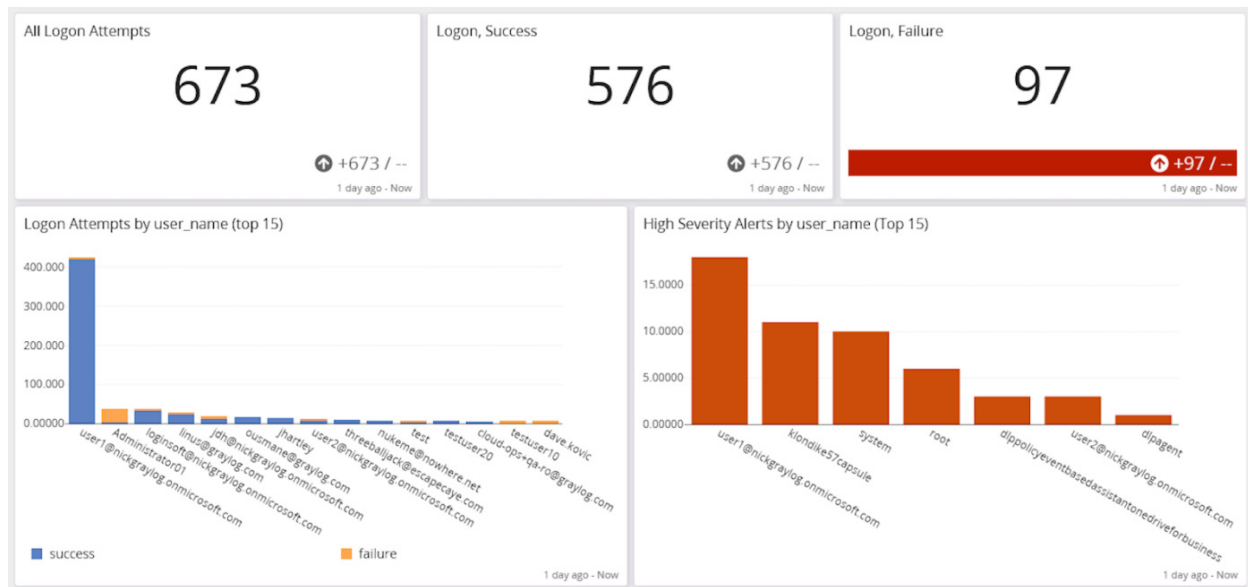 All Logon Attempts
673
+673 / --
1 day ago - Now
Logon, Success
576
+576 / --
1 day ago - Now
Logon, Failure
97
+97 / --
1 day ago - Now
Logon Attempts by user_name (top 15)
400.000
300.000
200.000
100.000
0.00000
user1@nickgraylog.onmicrosoft.com
Administrator01
loginsoft@nickgraylog.onmicrosoft.com
linus@graylog.com
jdh@nickgraylog.onmicrosoft.com
ousmane@graylog.com
jhartley
user2@nickgraylog.onmicrosoft.com
threeballjack@escapecaye.com
nukeme@nowhere.net
test
testuser20
cloud-ops+qa-ro@graylog.com
testuser10
dave.kovic
success
failure
1 day ago - Now
High Severity Alerts by user_name (Top 15)
15.0000
10.0000
5.00000
0.00000
user1@nickgraylog.onmicrosoft.com
klondike57capsule
system
root
dlppolicyeventbasedassistantonedriveforbusiness
user2@nickgraylog.onmicrosoft.com
dlpagent
1 day ago - Now